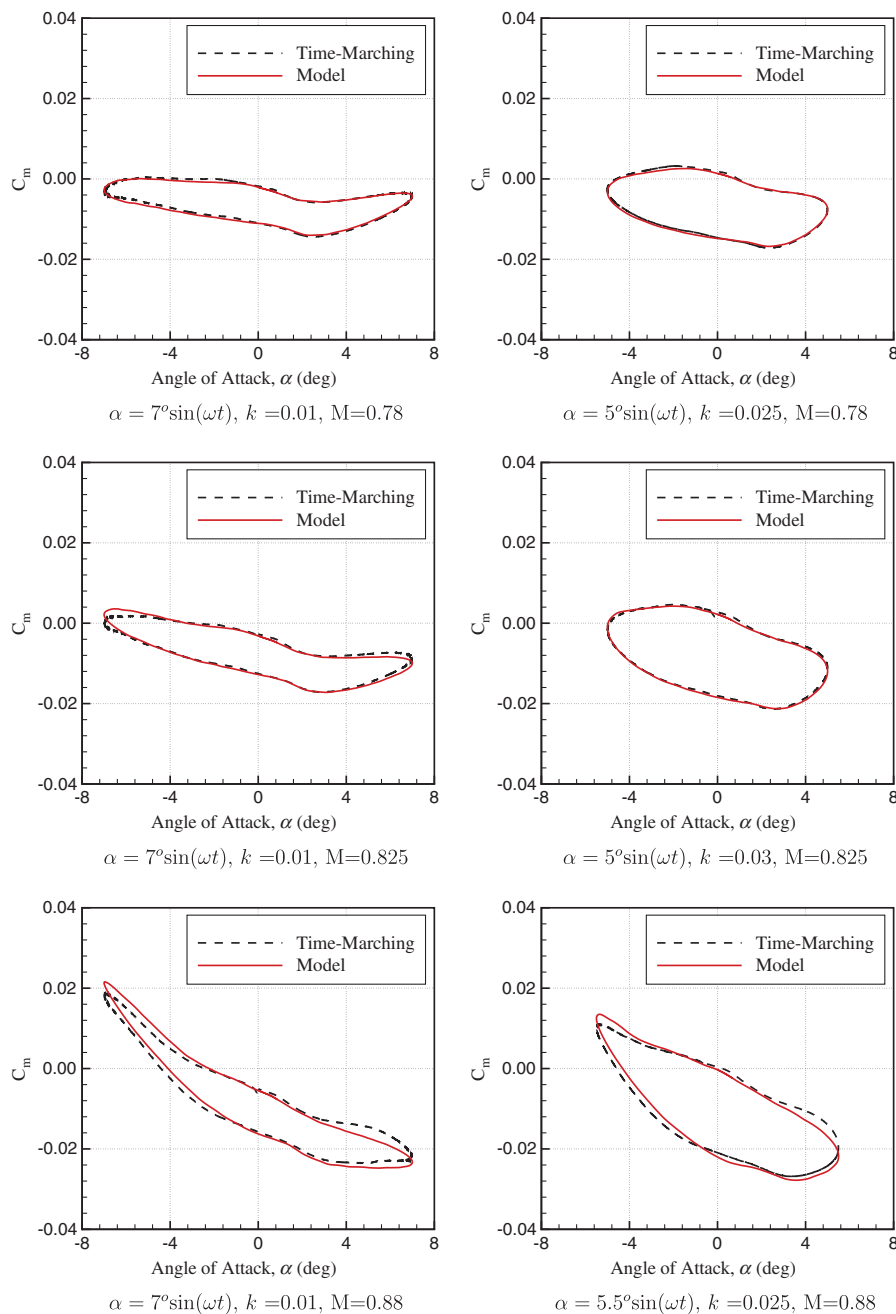 0.04
Time-Marching
Model
0.02
C_m
0.00
-0.02
-0.04
-8 -4 0 4 8
Angle of Attack, α (deg)
α = 7°sin(ωt), k =0.01, M=0.78
0.04
Time-Marching
Model
0.02
C_m
0.00
-0.02
-0.04
-8 -4 0 4 8
Angle of Attack, α (deg)
α = 5°sin(ωt), k =0.025, M=0.78
0.04
Time-Marching
Model
0.02
C_m
0.00
-0.02
-0.04
-8 -4 0 4 8
Angle of Attack, α (deg)
α = 7°sin(ωt), k =0.01, M=0.825
0.04
Time-Marching
Model
0.02
C_m
0.00
-0.02
-0.04
-8 -4 0 4 8
Angle of Attack, α (deg)
α = 5°sin(ωt), k =0.03, M=0.825
0.04
Time-Marching
Model
0.02
C_m
0.00
-0.02
-0.04
-8 -4 0 4 8
Angle of Attack, α (deg)
α = 7°sin(ωt), k =0.01, M=0.88
0.04
Time-Marching
Model
0.02
C_m
0.00
-0.02
-0.04
-8 -4 0 4 8
Angle of Attack, α (deg)
α = 5.5°sin(ωt), k =0.025, M=0.88